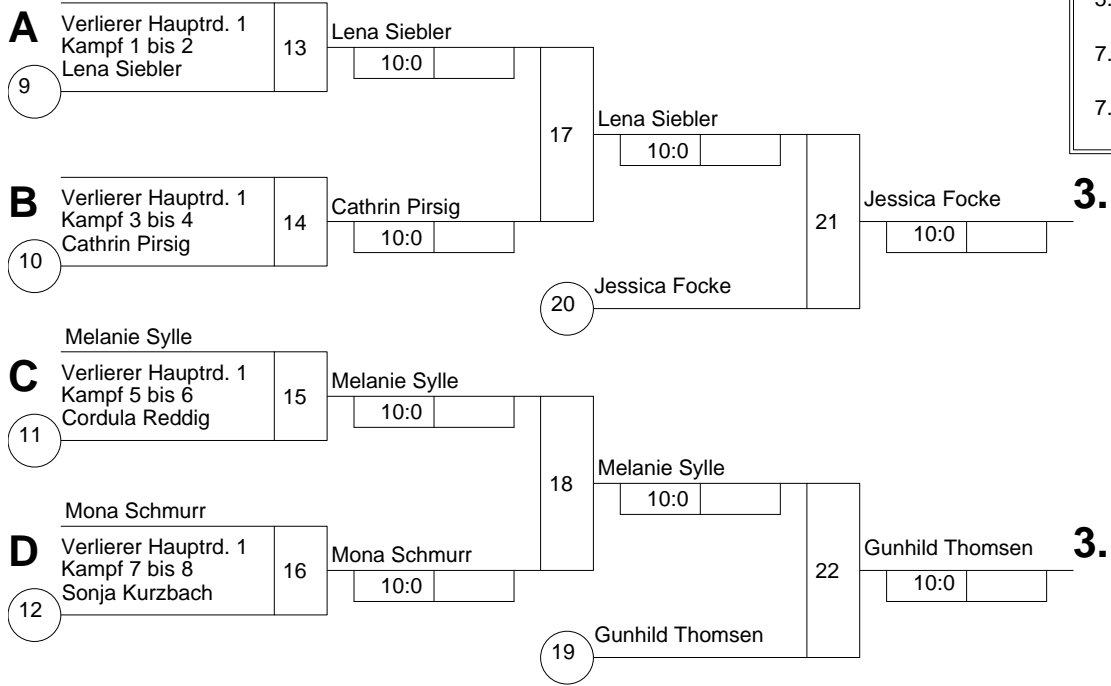 A
Verlierer Hauptrd. 1
Kampf 1 bis 2
Lena Siebler
9
13
Lena Siebler
10:0
B
Verlierer Hauptrd. 1
Kampf 3 bis 4
Cathrin Pirsig
10
14
Cathrin Pirsig
10:0
17
Lena Siebler
10:0
20
Jessica Focke
21
Jessica Focke
10:0
3.
7.
7.
Melanie Sylle
C
Verlierer Hauptrd. 1
Kampf 5 bis 6
Cordula Reddig
11
15
Melanie Sylle
10:0
Mona Schmurr
D
Verlierer Hauptrd. 1
Kampf 7 bis 8
Sonja Kurzbach
12
16
Mona Schmurr
10:0
18
Melanie Sylle
10:0
19
Gunhild Thomsen
22
Gunhild Thomsen
10:0
3.